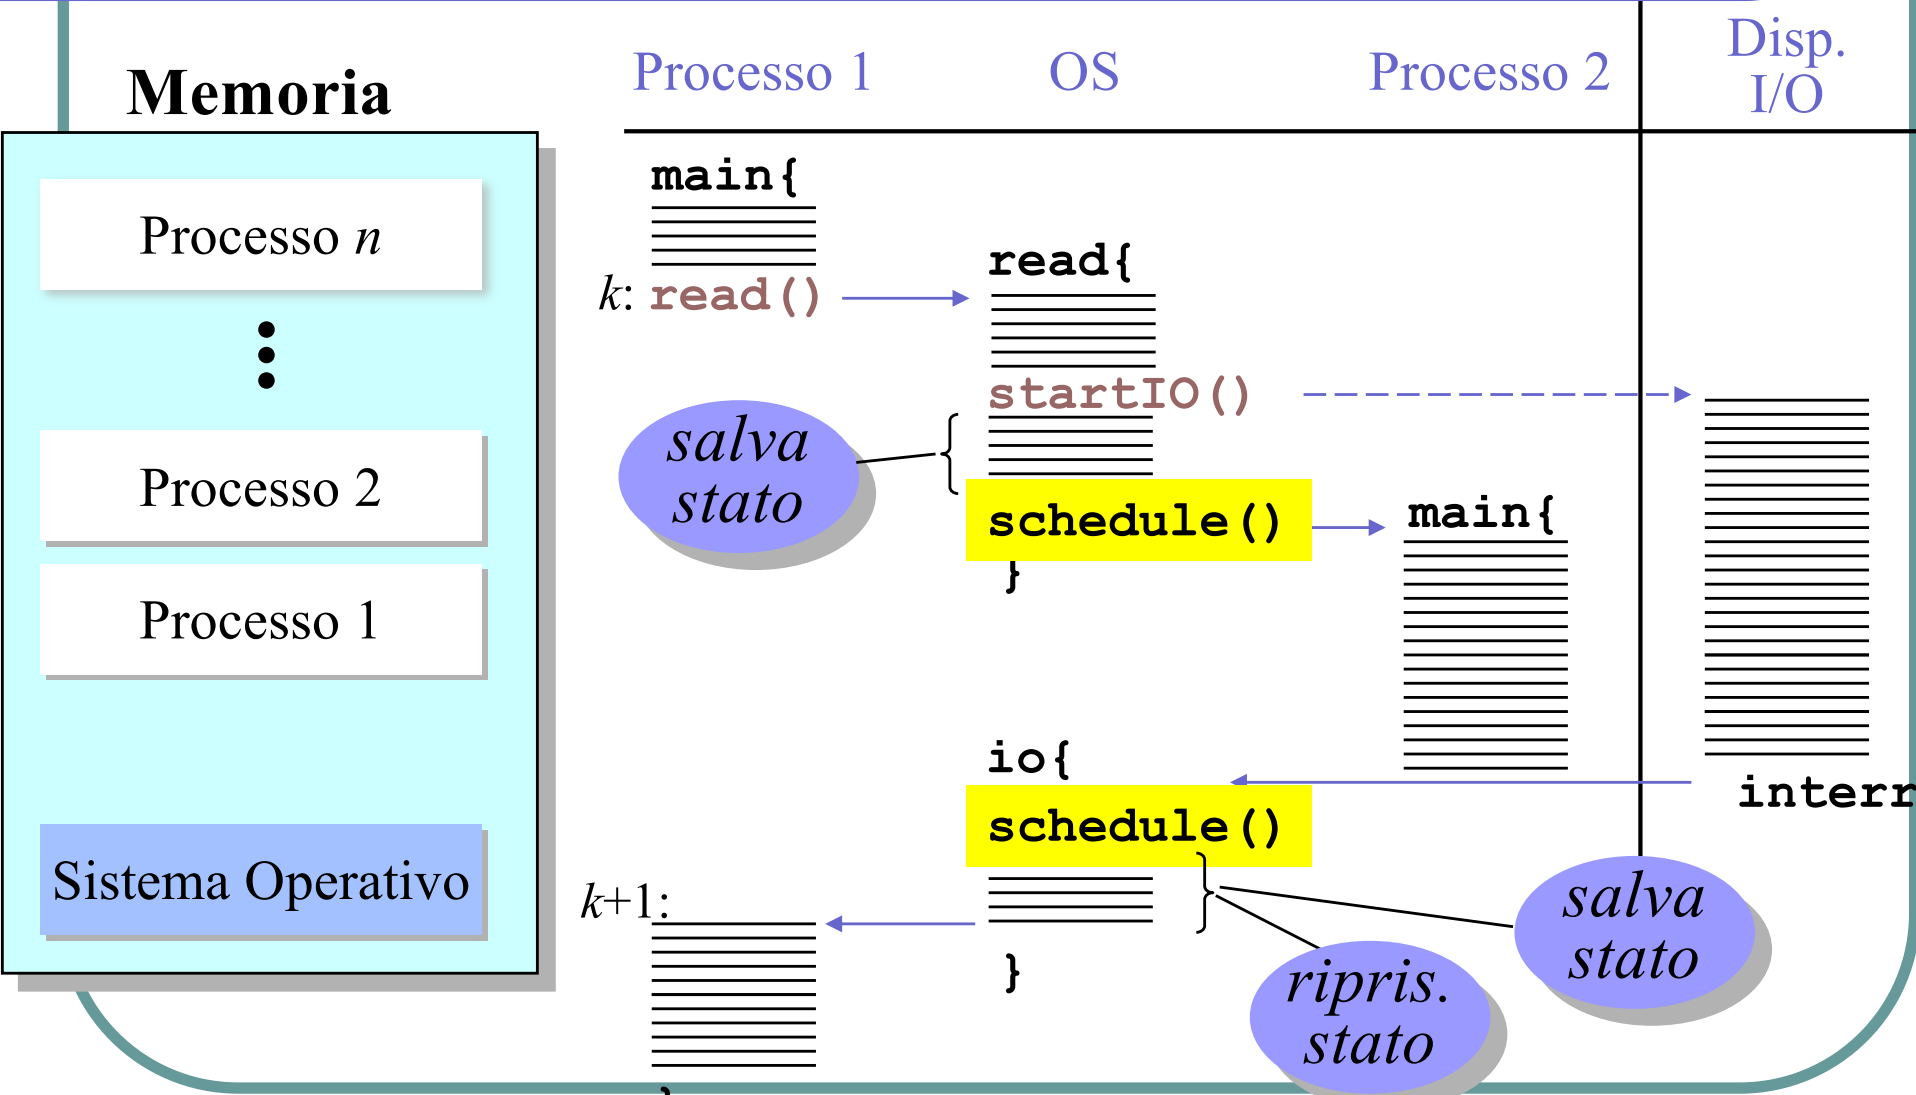 Memoria
Processo n
Processo 2
Processo 1
Sistema Operativo
Processo 1
OS
Processo 2
Disp.
I/O
main{
k: read()
read{
startIO()
salva
stato
schedule()
}
main{
io{
interr
schedule()
k+1:
}
salva
stato
ripris.
stato